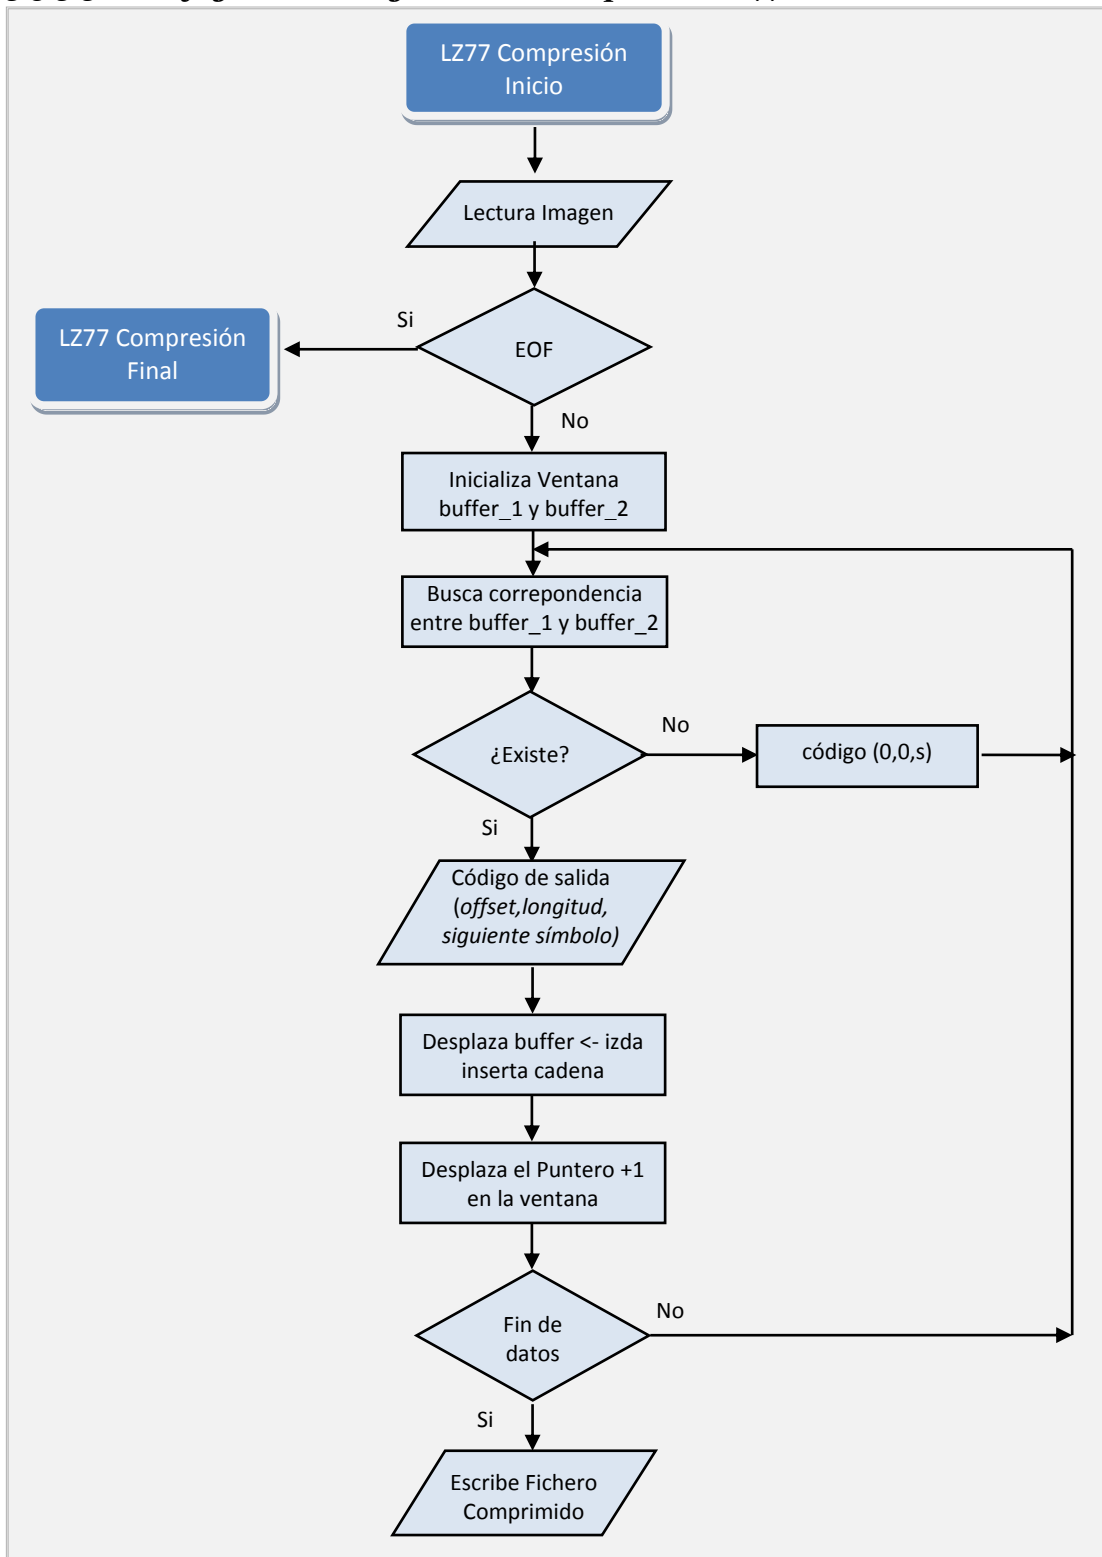 LZ77 Compresión
Inicio
Lectura Imagen
Si
EOF
LZ77 Compresión
Final
No
Inicializa Ventana
buffer_1 y buffer_2
Busca correpondencia
entre buffer_1 y buffer_2
No
¿Existe?
código (0,0,s)
Si
Código de salida
(offset,longitud,
siguiente símbolo)
Desplaza buffer <- izda
inserta cadena
Desplaza el Puntero +1
en la ventana
No
Fin de
datos
Si
Escribe Fichero
Comprimido